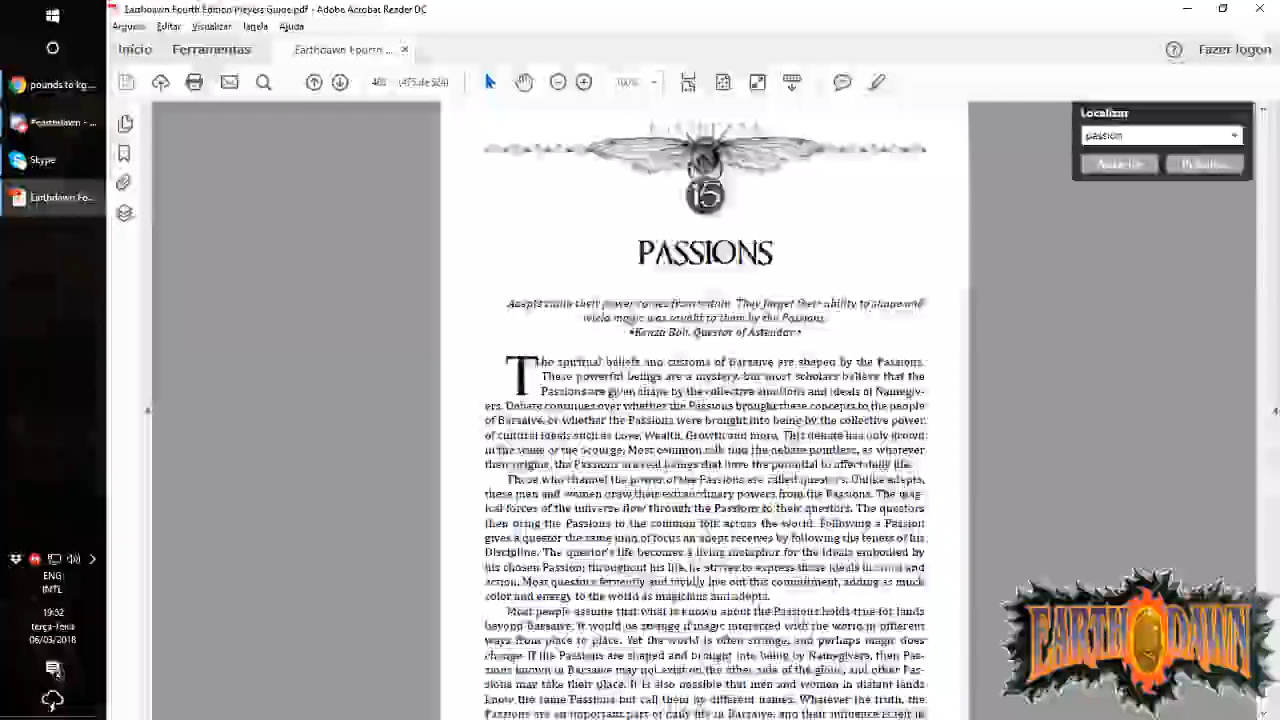 Earthdawn Fourth Edition Players Guide.pdf - Adobe Acrobat Reader DC
Arquivo Editar Visualizar Janela Ajuda
Início Ferramentas Earthdawn Fourth ... ×
Fazer logon
468 (475 de 524) 100%
pounds to kg...
Skype
Earthdawn Fo...
Localizar
passion
15
PASSIONS
Adepts claim their power comes from within. They forget their ability to shape and
wield magic was taught to them by the Passions.
•Kenza Bolt, Questor of Astendar•
The spiritual beliefs and customs of Barsaive are shaped by the Passions.
These powerful beings are a mystery, but most scholars believe that the
Passions are given shape by the collective emotions and ideals of Namegiv-
ers. Debate continues over whether the Passions brought these concepts to the people
of Barsaive, or whether the Passions were brought into being by the collective power
of cultural ideals such as Love, Wealth, Growth and more. This debate has only grown
in the wake of the Scourge. Most common folk find the debate pointless, as whatever
their origins, the Passions are real beings that have the potential to affect daily life.
Those who channel the power of the Passions are called questors. Unlike adepts,
these men and women draw their extraordinary powers from the Passions. The mag-
ical forces of the universe flow through the Passions to their questors. The questors
then bring the Passions to the common folk across the world. Following a Passion
gives a questor the same kind of focus an adept receives by following the tenets of his
Discipline. The questor's life becomes a living metaphor for the ideals embodied by
his chosen Passion; throughout his life, he strives to express those ideals in word and
action. Most questors fervently and vividly live out this commitment, adding as much
color and energy to the world as magicians and adepts.
Most people assume that what is known about the Passions holds true for lands
beyond Barsaive. It would be strange if magic interacted with the world in different
ways from place to place. Yet the world is often strange, and perhaps magic does
change. If the Passions are shaped and brought into being by Namegivers, then Pas-
sions known in Barsaive may not exist on the other side of the globe, and other Pas-
sions may take their place. It is also possible that men and women in distant lands
know the same Passions but call them by different names. Whatever the truth, the
Passions are an important part of daily life in Barsaive, and their influence is felt in
ENG
INTL
19:32
terça-feira
06/03/2018
EARTHDAWN